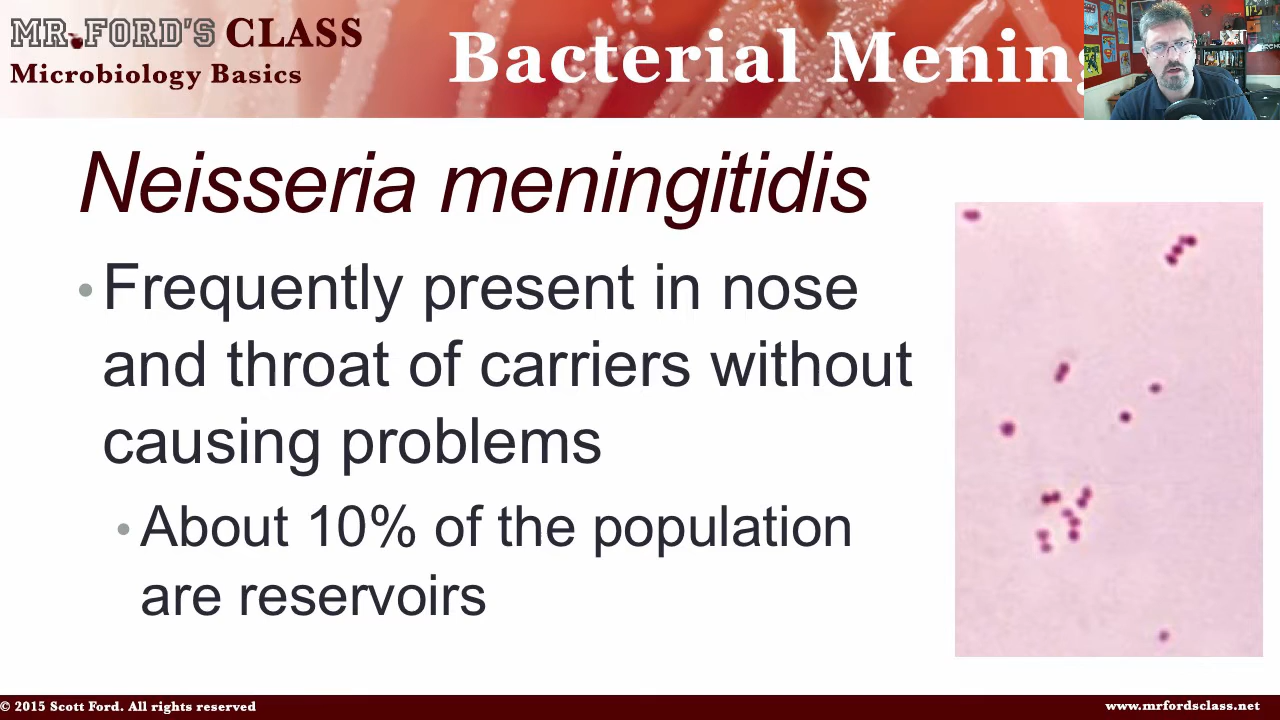 MR. FORD'S CLASS
Microbiology Basics
Bacterial Mening
Neisseria meningitidis
• Frequently present in nose
and throat of carriers without
causing problems
• About 10% of the population
are reservoirs
© 2015 Scott Ford. All rights reserved
www.mrfordsclass.net